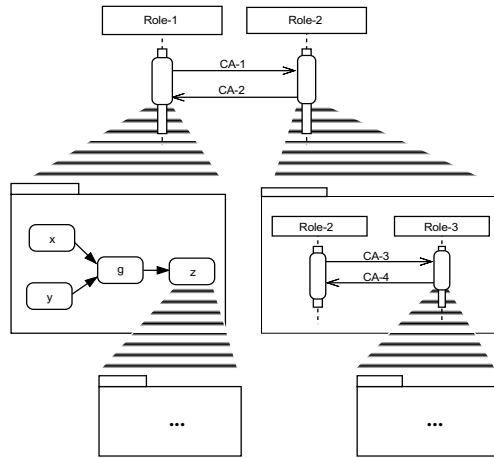 Role-1
Role-2
CA-1
CA-2
x
g
z
y
Role-2
Role-3
CA-3
CA-4
...
...